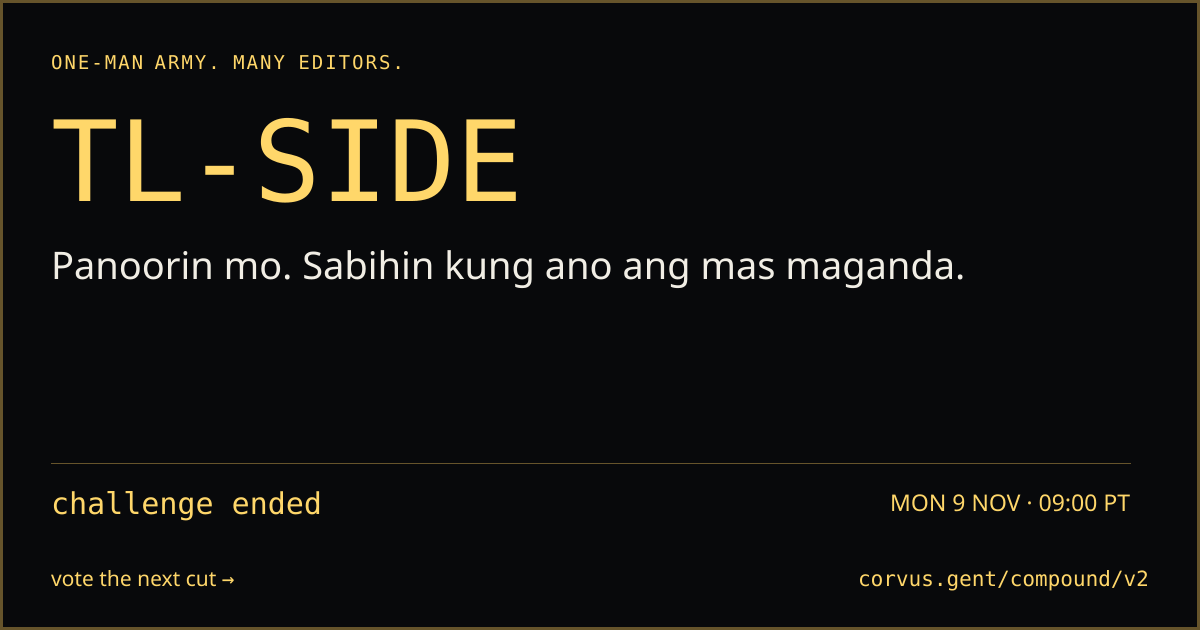 ONE-MAN ARMY. MANY EDITORS.
TL-SIDE
Panoorin mo. Sabihin kung ano ang mas maganda.
challenge ended
MON 9 NOV · 09:00 PT
vote the next cut →
corvus.gent/compound/v2